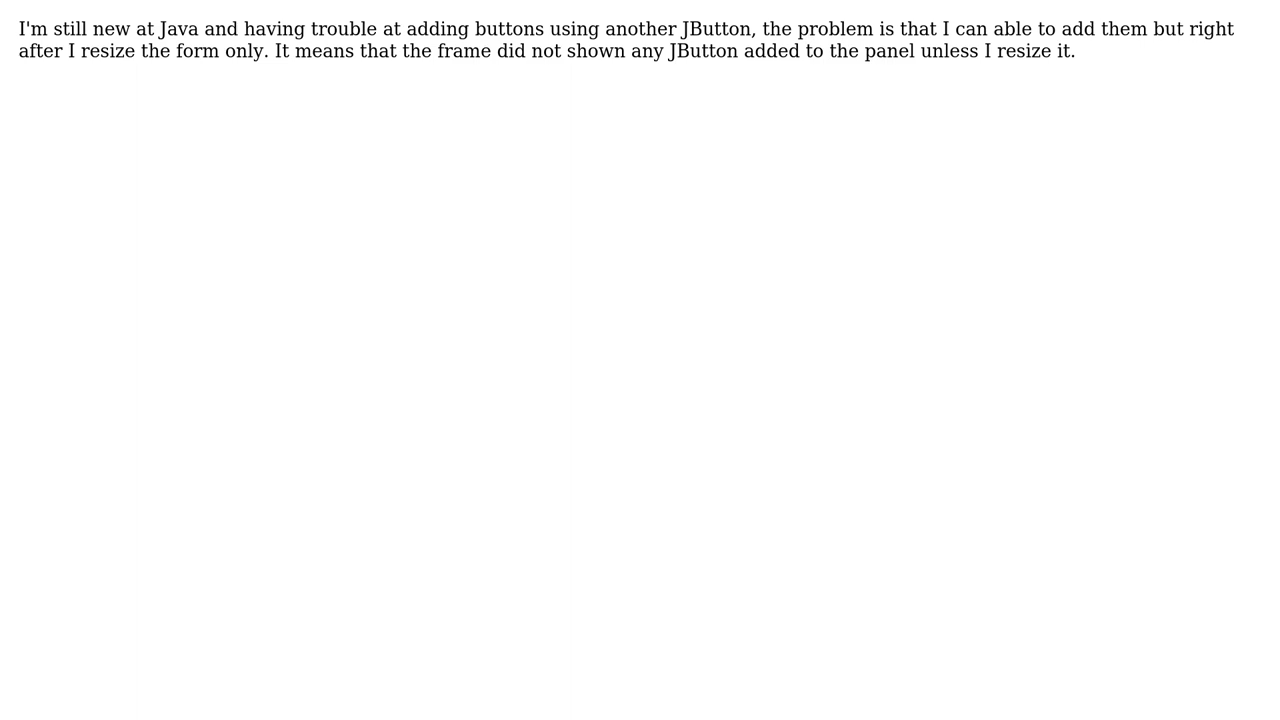 I'm still new at Java and having trouble at adding buttons using another JButton, the problem is that I can able to add them but right
after I resize the form only. It means that the frame did not shown any JButton added to the panel unless I resize it.